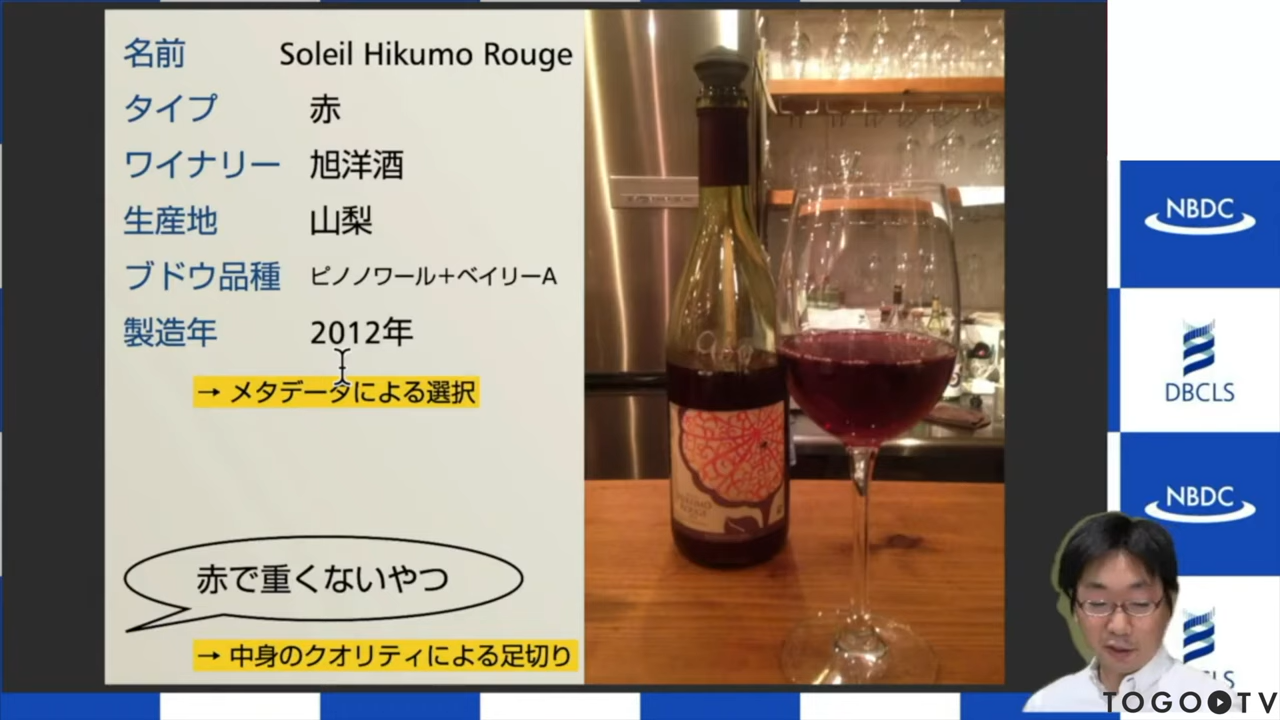 名前 Soleil Hikumo Rouge
タイプ 赤
ワイナリー 旭洋酒
生産地 山梨
ブドウ品種 ピノノワール＋ベイリーA
製造年 2012年
→ メタデータによる選択
赤で重くないやつ
→ 中身のクオリティによる足切り
NBDC
DBCLS
NBDC
TOGOTV